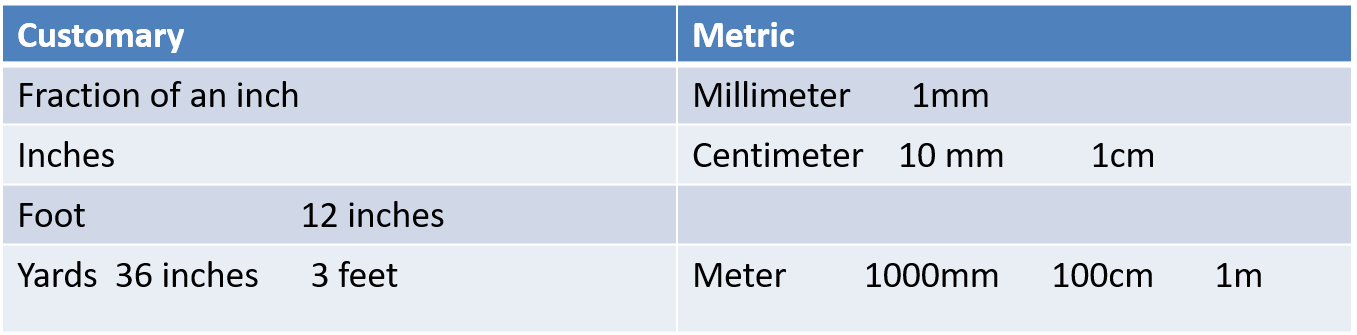 Customary Metric
Fraction of an inch Millimeter 1mm
Inches Centimeter 10 mm 1cm
Foot 12 inches
Yards 36 inches 3 feet Meter 1000mm 100cm 1m